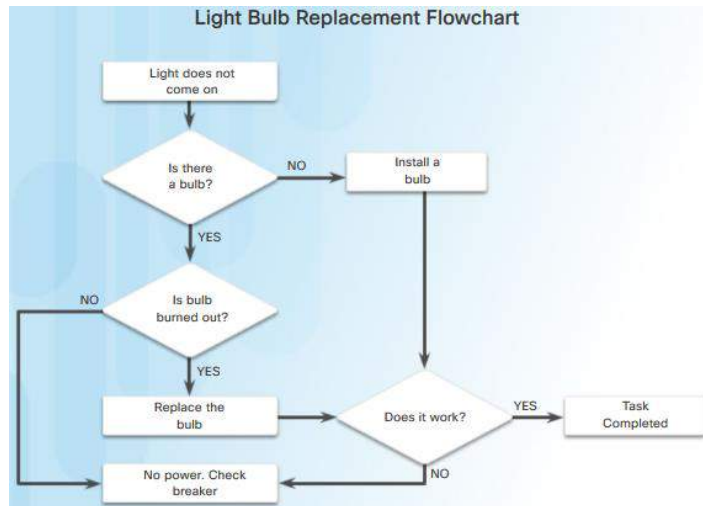 Light Bulb Replacement Flowchart
Light does not
come on
Is there
a bulb?
NO
Install a
bulb
YES
NO
Is bulb
burned out?
YES
Replace the
bulb
Does it work?
YES
Task
Completed
NO
No power. Check
breaker